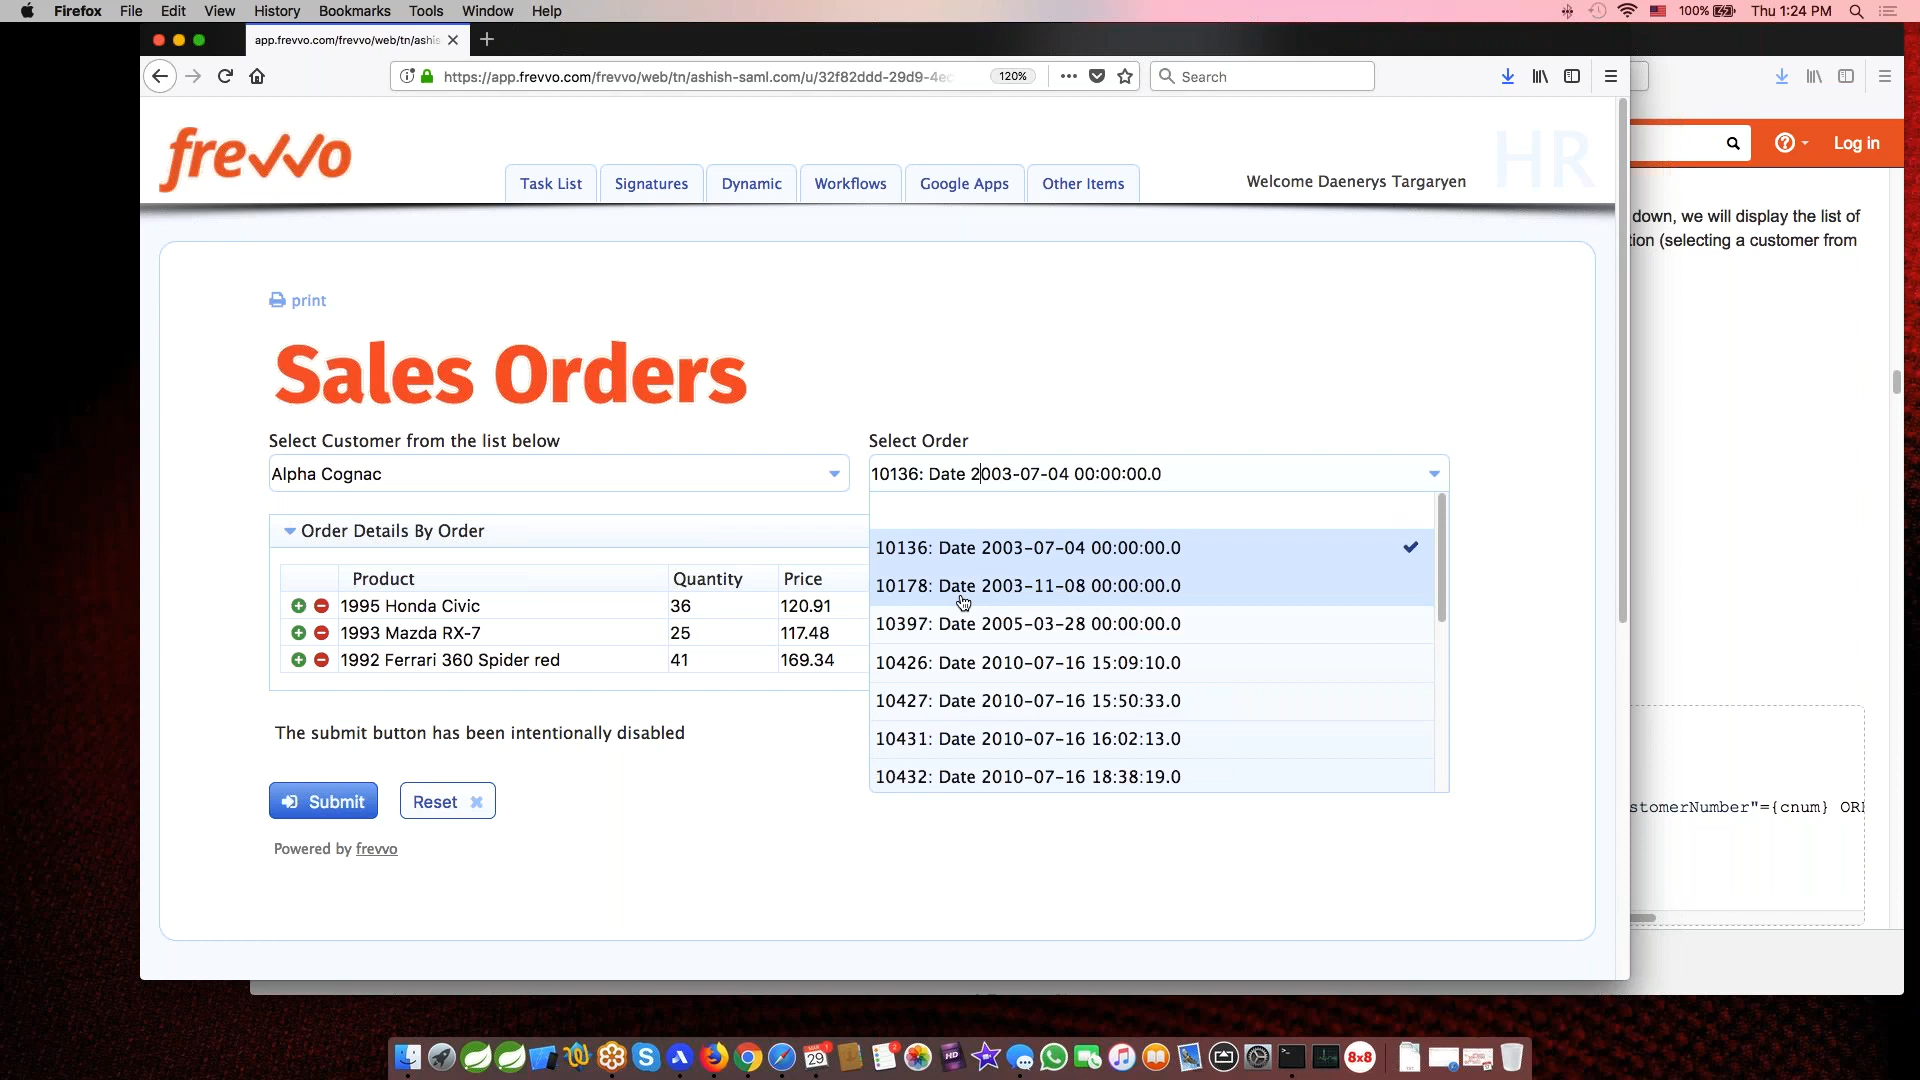 Firefox File Edit View History Bookmarks Tools Window Help
100% Thu 1:24 PM
app.frevvo.com/frevvo/web/tn/ashis
https://app.frevvo.com/frevvo/web/tn/ashish-saml.com/u/32f82ddd-29d9-4ec
120%
Search
frevvo
Task List
Signatures
Dynamic
Workflows
Google Apps
Other Items
Welcome Daenerys Targaryen
HR
Log in
down, we will display the list of
tion (selecting a customer from
print
Sales Orders
Select Customer from the list below
Alpha Cognac
Select Order
10136: Date 2003-07-04 00:00:00.0
10136: Date 2003-07-04 00:00:00.0
10178: Date 2003-11-08 00:00:00.0
10397: Date 2005-03-28 00:00:00.0
10426: Date 2010-07-16 15:09:10.0
10427: Date 2010-07-16 15:50:33.0
10431: Date 2010-07-16 16:02:13.0
10432: Date 2010-07-16 18:38:19.0
Order Details By Order
Product Quantity Price
1995 Honda Civic 36 120.91
1993 Mazda RX-7 25 117.48
1992 Ferrari 360 Spider red 41 169.34
The submit button has been intentionally disabled
Submit
Reset
Powered by frevvo
stomerNumber"={cnum} OR
29
HD
8x8